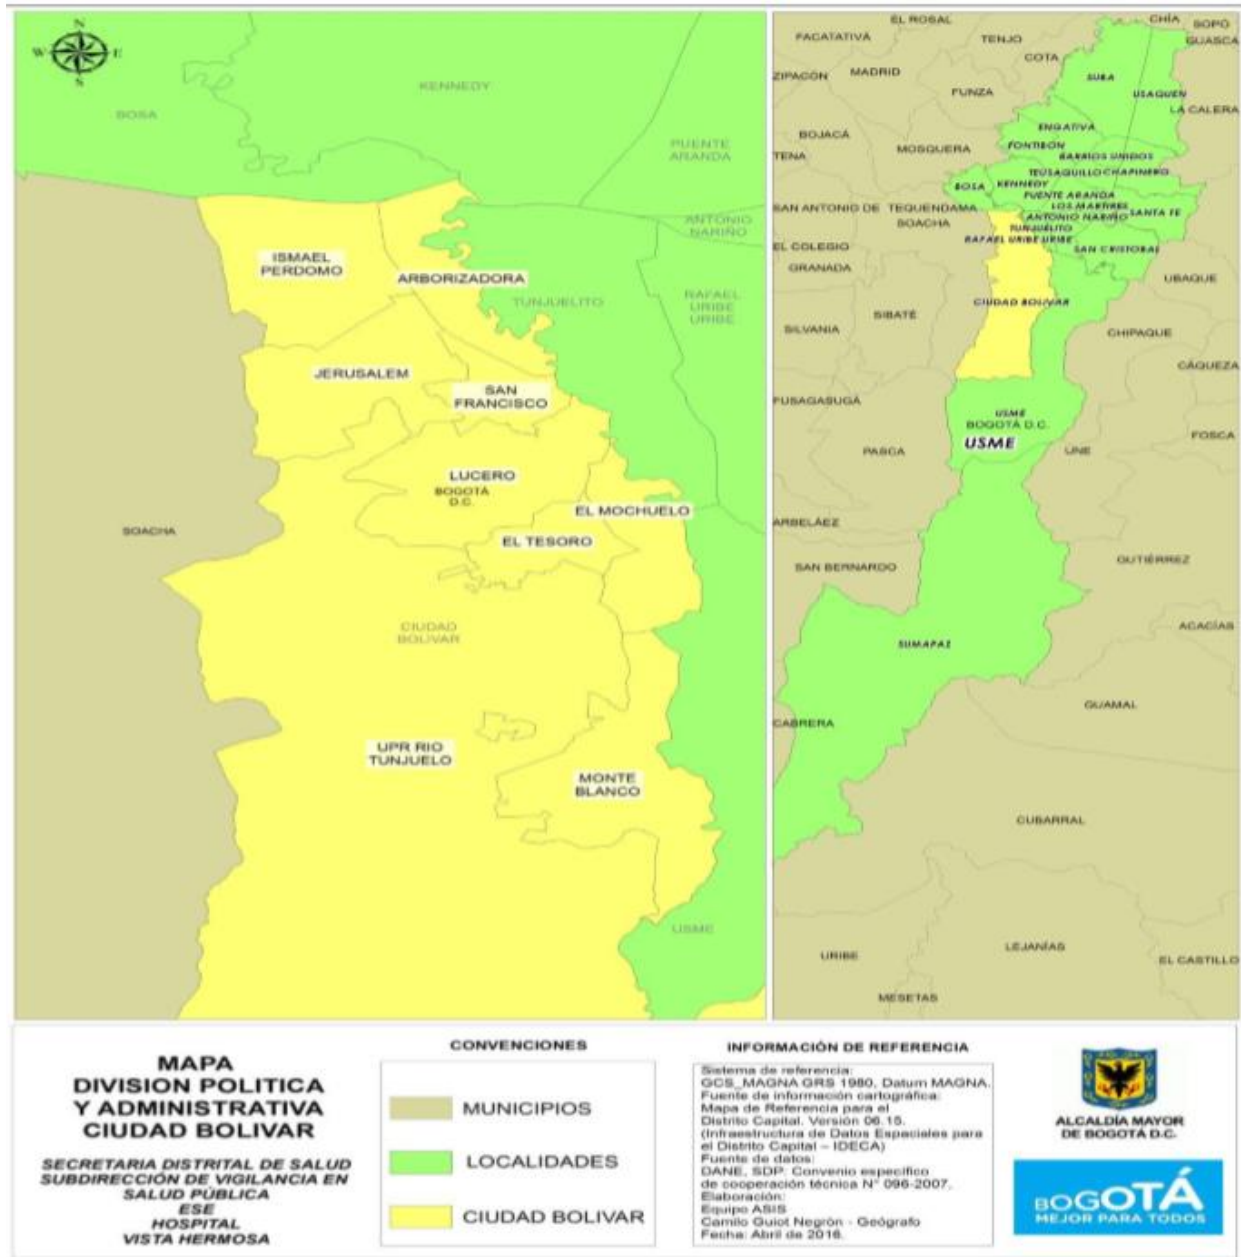 N
W
E
S
BOSA
KENNEDY
PUENTE
ARANDA
ANTONIO
NARIÑO
ISMAEL
PERDOMO
ARBORIZADORA
TUNJUELITO
RAFAEL
URIBE
URIBE
JERUSALEM
SAN
FRANCISCO
LUCERO
BOGOTÁ
D.C.
EL MOCHUELO
SOACHA
EL TESORO
CIUDAD
BOLIVAR
UPR RIO
TUNJUELO
MONTE
BLANCO
USME
EL ROSAL
CHÍA
SOPÓ
FACATATIVÁ
TENJO
GUASCA
COTA
ZIPACÓN
MADRID
SUBA
FUNZA
USAQUEN
LA CALERA
BOJACÁ
ENGATIVÁ
MOSQUERA
FONTIBÓN
TENA
BARRIOS UNIDOS
TEUSAQUILLO
CHAPINERO
BOSA
KENNEDY
PUENTE ARANDA
SAN ANTONIO DE TEQUENDAMA
LOS MARTIRES
SANTA FE
SOACHA
ANTONIO NARIÑO
TUNJUELITO
RAFAEL URIBE URIBE
EL COLEGIO
SAN CRISTOBAL
GRANADA
UBAQUE
CIUDAD BOLIVAR
SIBATÉ
SILVANIA
CHIPAQUE
CÁQUEZA
FUSAGASUGÁ
USME
BOGOTÁ D.C.
USME
FOSCA
PASCA
UNE
ARBELÁEZ
SAN BERNARDO
GUTIÉRREZ
ACACÍAS
SUMAPAZ
GUAMAL
CABRERA
CUBARRAL
URIBE
LEJANÍAS
EL CASTILLO
MESETAS
MAPA
DIVISION POLITICA
Y ADMINISTRATIVA
CIUDAD BOLIVAR
SECRETARIA DISTRITAL DE SALUD
SUBDIRECCIÓN DE VIGILANCIA EN
SALUD PÚBLICA
ESE
HOSPITAL
VISTA HERMOSA
CONVENCIONES
MUNICIPIOS
LOCALIDADES
CIUDAD BOLIVAR
INFORMACIÓN DE REFERENCIA
Sistema de referencia:
GCS_MAGNA GRS 1980. Datum MAGNA.
Fuente de información cartográfica:
Mapa de Referencia para el
Distrito Capital. Versión 06.15.
(Infraestructura de Datos Espaciales para
el Distrito Capital – IDECA)
Fuente de datos:
DANE, SDP: Convenio específico
de cooperación técnica N° 096-2007.
Elaboración:
Equipo ASIS
Camilo Guiot Negrón - Geógrafo
Fecha: Abril de 2016.
ALCALDÍA MAYOR
DE BOGOTÁ D.C.
BOGOTÁ
MEJOR PARA TODOS